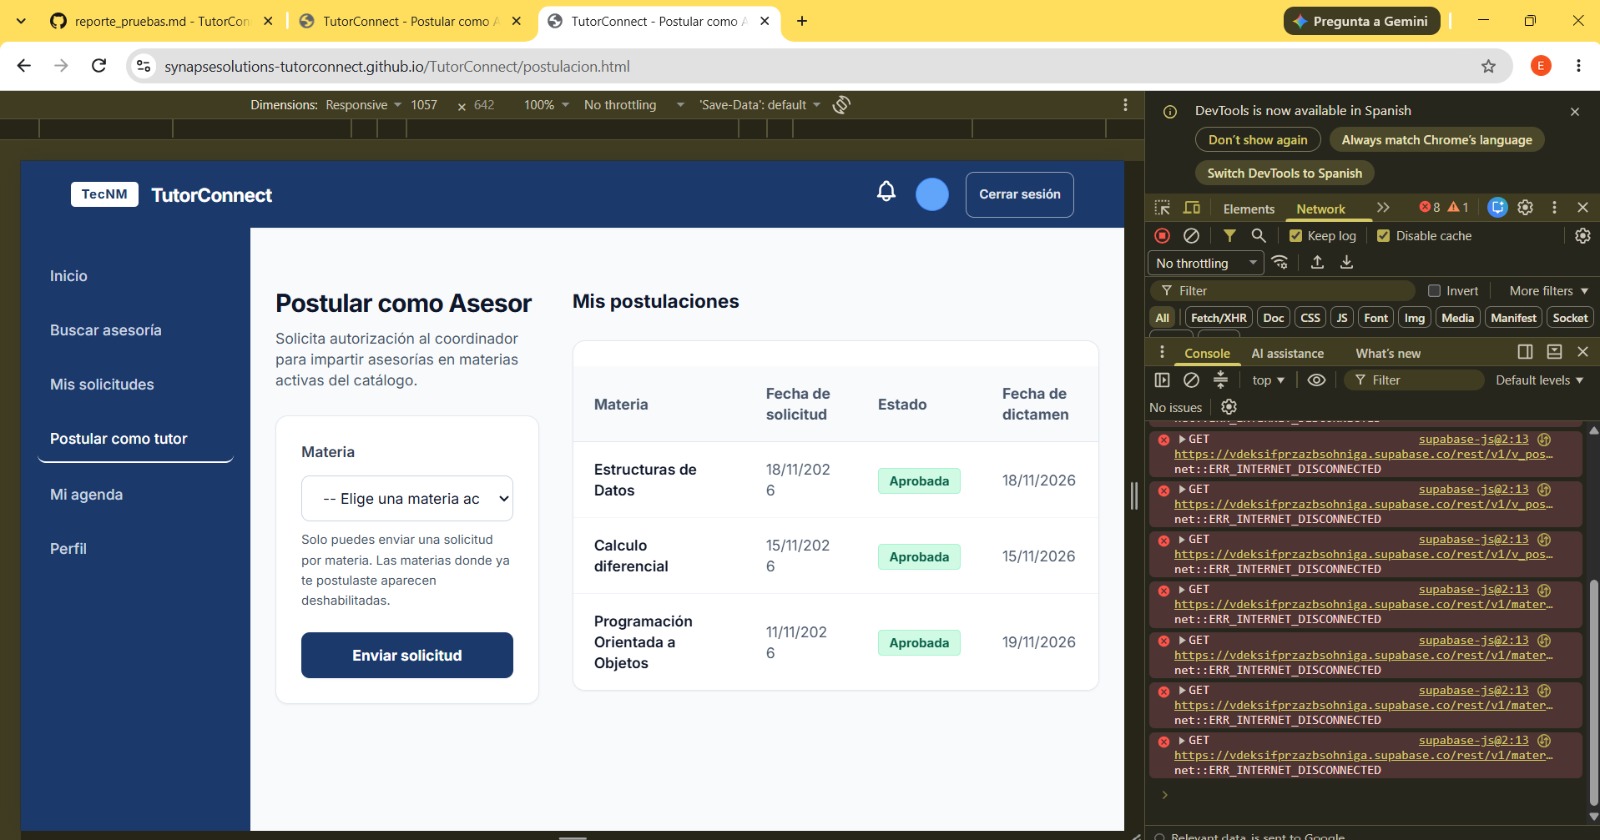 reporte_pruebas.md - TutorCon
TutorConnect - Postular como A
TutorConnect - Postular como A
Pregunta a Gemini
synapsesolutions-tutorconnect.github.io/TutorConnect/postulacion.html
E
Dimensions: Responsive 1057 × 642 100% No throttling 'Save-Data': default
DevTools is now available in Spanish
Don't show again
Always match Chrome's language
Switch DevTools to Spanish
Elements
Network
8
1
Keep log
Disable cache
No throttling
Filter
Invert
More filters
All
Fetch/XHR
Doc
CSS
JS
Font
Img
Media
Manifest
Socket
Console
AI assistance
What's new
top
Filter
Default levels
No issues
GET supabase-js@2:13
https://vdeksifprzazbsohniga.supabase.co/rest/v1/v_pos…
net::ERR_INTERNET_DISCONNECTED
GET supabase-js@2:13
https://vdeksifprzazbsohniga.supabase.co/rest/v1/v_pos…
net::ERR_INTERNET_DISCONNECTED
GET supabase-js@2:13
https://vdeksifprzazbsohniga.supabase.co/rest/v1/v_pos…
net::ERR_INTERNET_DISCONNECTED
GET supabase-js@2:13
https://vdeksifprzazbsohniga.supabase.co/rest/v1/mater…
net::ERR_INTERNET_DISCONNECTED
GET supabase-js@2:13
https://vdeksifprzazbsohniga.supabase.co/rest/v1/mater…
net::ERR_INTERNET_DISCONNECTED
GET supabase-js@2:13
https://vdeksifprzazbsohniga.supabase.co/rest/v1/mater…
net::ERR_INTERNET_DISCONNECTED
GET supabase-js@2:13
https://vdeksifprzazbsohniga.supabase.co/rest/v1/mater…
net::ERR_INTERNET_DISCONNECTED
Relevant data is sent to Google
TecNM
TutorConnect
Cerrar sesión
Inicio
Buscar asesoría
Mis solicitudes
Postular como tutor
Mi agenda
Perfil
Postular como Asesor
Solicita autorización al coordinador
para impartir asesorías en materias
activas del catálogo.
Materia
-- Elige una materia ac
Solo puedes enviar una solicitud
por materia. Las materias donde ya
te postulaste aparecen
deshabilitadas.
Enviar solicitud
Mis postulaciones
Materia
Fecha de
solicitud
Estado
Fecha de
dictamen
Estructuras de
Datos
18/11/202
6
Aprobada
18/11/2026
Calculo
diferencial
15/11/202
6
Aprobada
15/11/2026
Programación
Orientada a
Objetos
11/11/202
6
Aprobada
19/11/2026